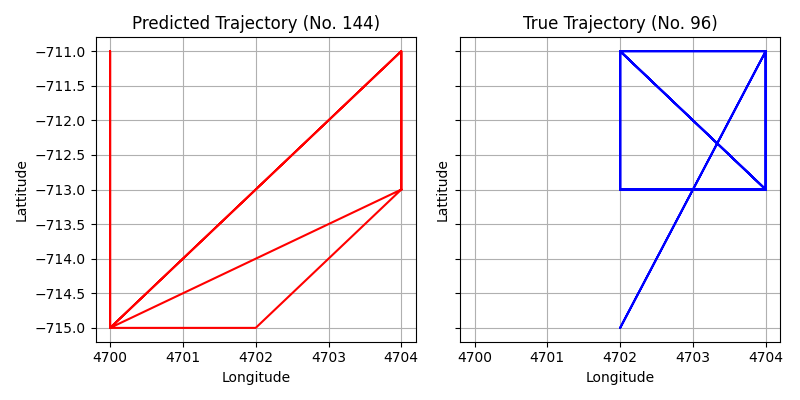 Predicted Trajectory (No. 144)
True Trajectory (No. 96)
Lattitude
−711.0
−711.5
−712.0
−712.5
−713.0
−713.5
−714.0
−714.5
−715.0
4700 4701 4702 4703 4704
Longitude
Lattitude
4700 4701 4702 4703 4704
Longitude